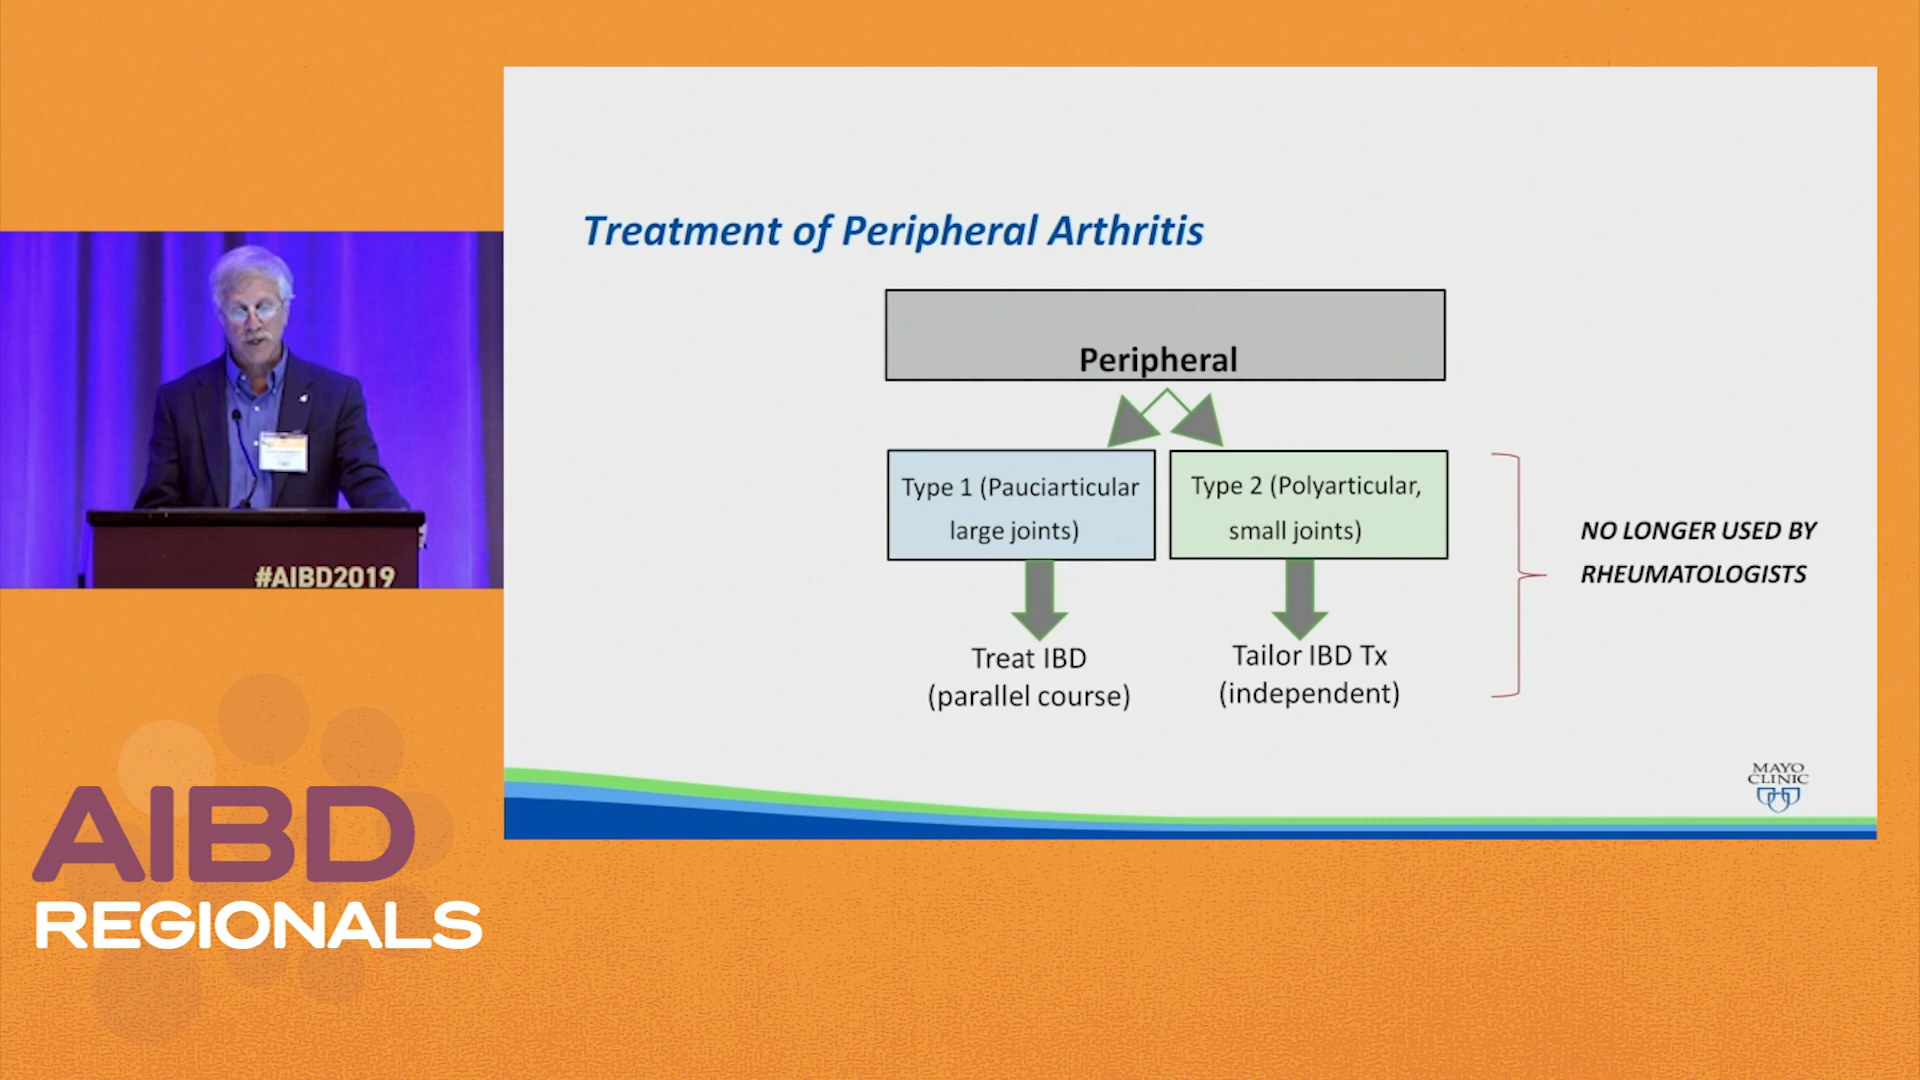 Treatment of Peripheral Arthritis
Peripheral
Type 1 (Pauciarticular
large joints)
Type 2 (Polyarticular,
small joints)
Treat IBD
(parallel course)
Tailor IBD Tx
(independent)
NO LONGER USED BY
RHEUMATOLOGISTS
MAYO
CLINIC
#AIBD2019
AIBD
REGIONALS